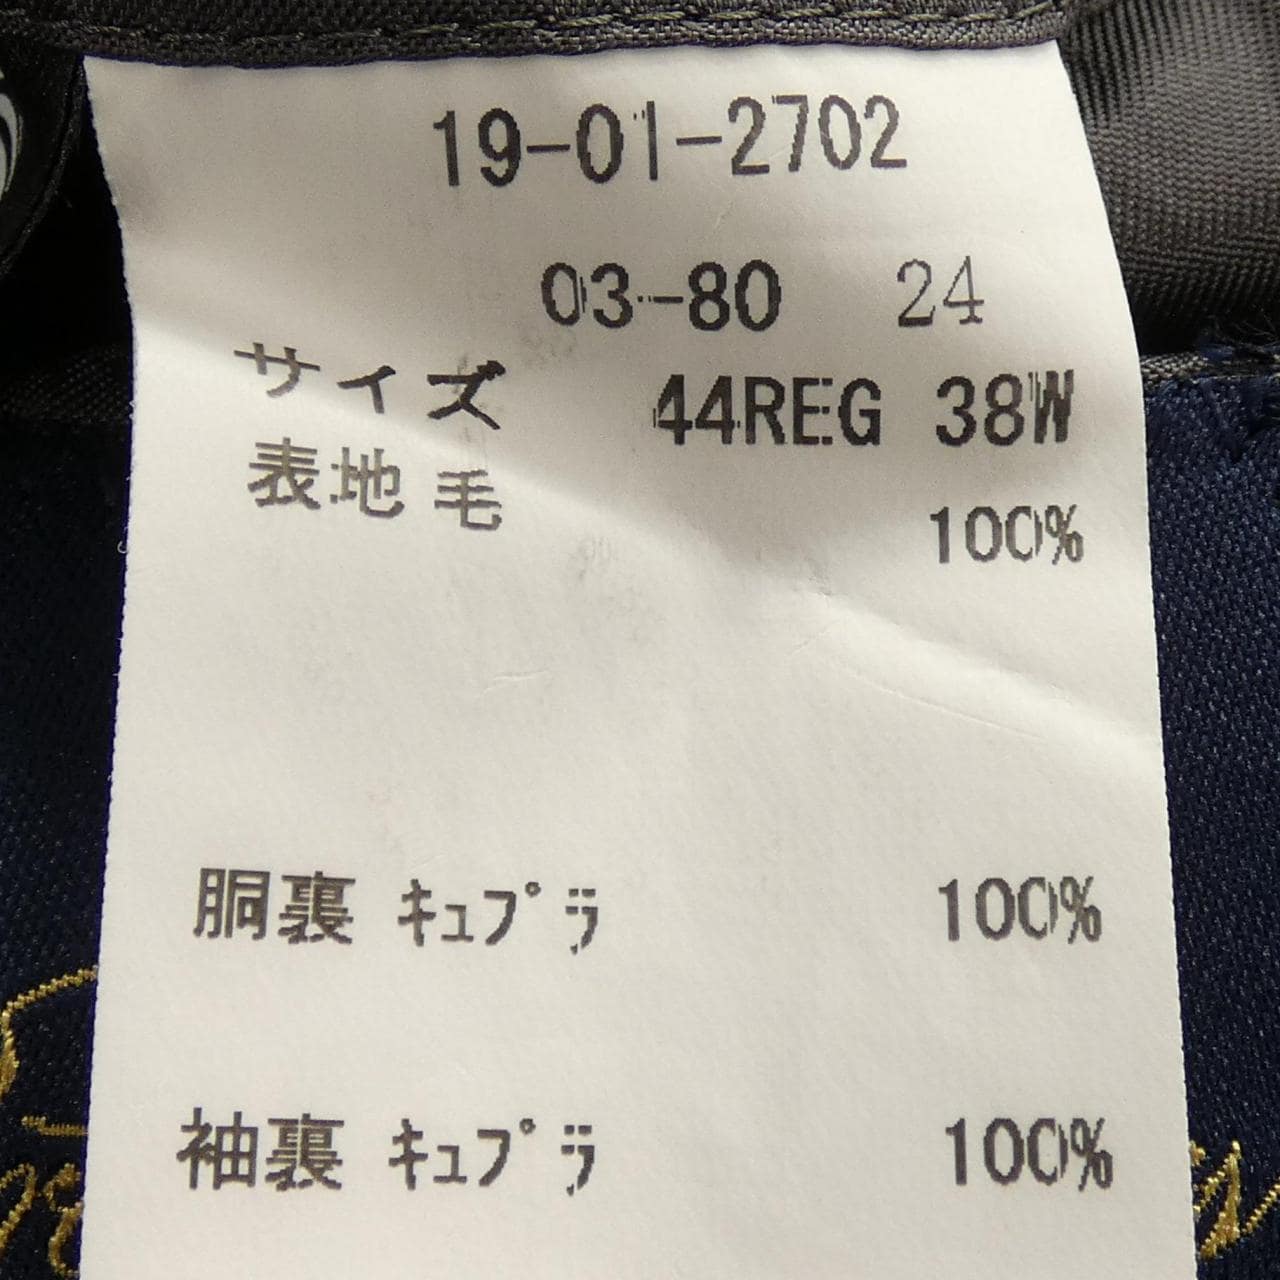 19-01-2702
03-80 24
サイズ 44REG 38W
表地 毛 100%
胴裏 ｷｭﾌﾟﾗ 100%
袖裏 ｷｭﾌﾟﾗ 100%